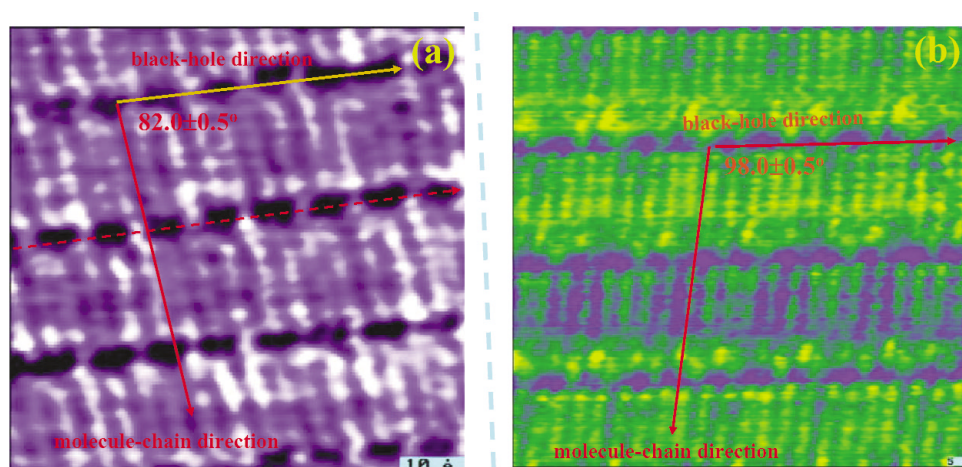 (a)
black-hole direction
82.0±0.5°
molecule-chain direction
(b)
black-hole direction
98.0±0.5°
molecule-chain direction
5